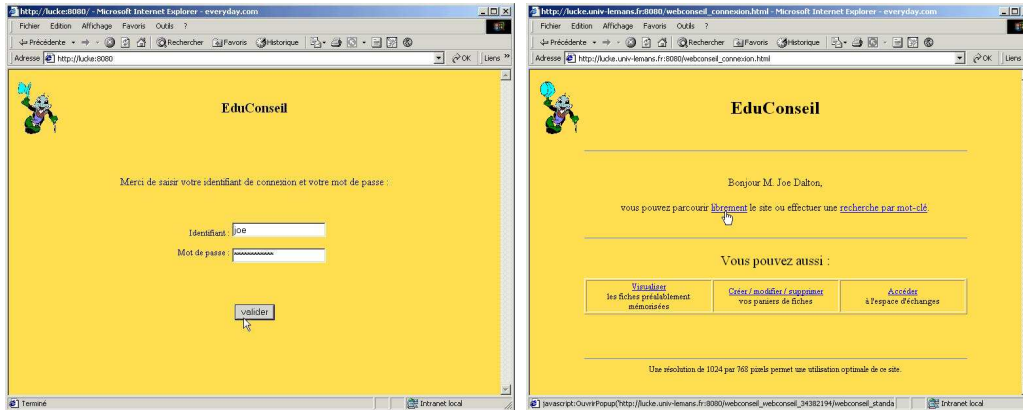 http://lucke:8080/ - Microsoft Internet Explorer - everyday.com
Fichier Edition Affichage Favoris Outils ?
Précédente Rechercher Favoris Historique
Adresse http://lucke:8080 OK Liens »
EduConseil
Merci de saisir votre identifiant de connexion et votre mot de passe :
Identifiant : joe
Mot de passe : ************
valider
Terminé Intranet local
http://lucke.univ-lemans.fr:8080/webconseil_connexion.html - Microsoft Internet Explorer - everyday.com
Fichier Edition Affichage Favoris Outils ?
Précédente Rechercher Favoris Historique
Adresse http://lucke.univ-lemans.fr:8080/webconseil_connexion.html OK Liens
EduConseil
Bonjour M. Joe Dalton,
vous pouvez parcourir librement le site ou effectuer une recherche par mot-clé.
Vous pouvez aussi :
Visualiser
les fiches préalablement
mémorisées
Créer / modifier / supprimer
vos paniers de fiches
Accéder
à l'espace d'échanges
Une résolution de 1024 par 768 pixels permet une utilisation optimale de ce site.
javascript:OuvrirPopup('http://lucke.univ-lemans.fr:8080/webconseil_webconseil_34382194/webconseil_standa Intranet local